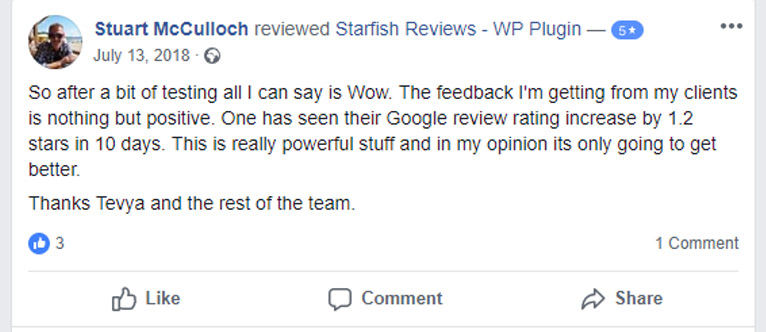 Stuart McCulloch reviewed Starfish Reviews - WP Plugin — 5★
July 13, 2018 ·
So after a bit of testing all I can say is Wow. The feedback I'm getting from my clients
is nothing but positive. One has seen their Google review rating increase by 1.2
stars in 10 days. This is really powerful stuff and in my opinion its only going to get
better.
Thanks Tevya and the rest of the team.
3 1 Comment
Like Comment Share